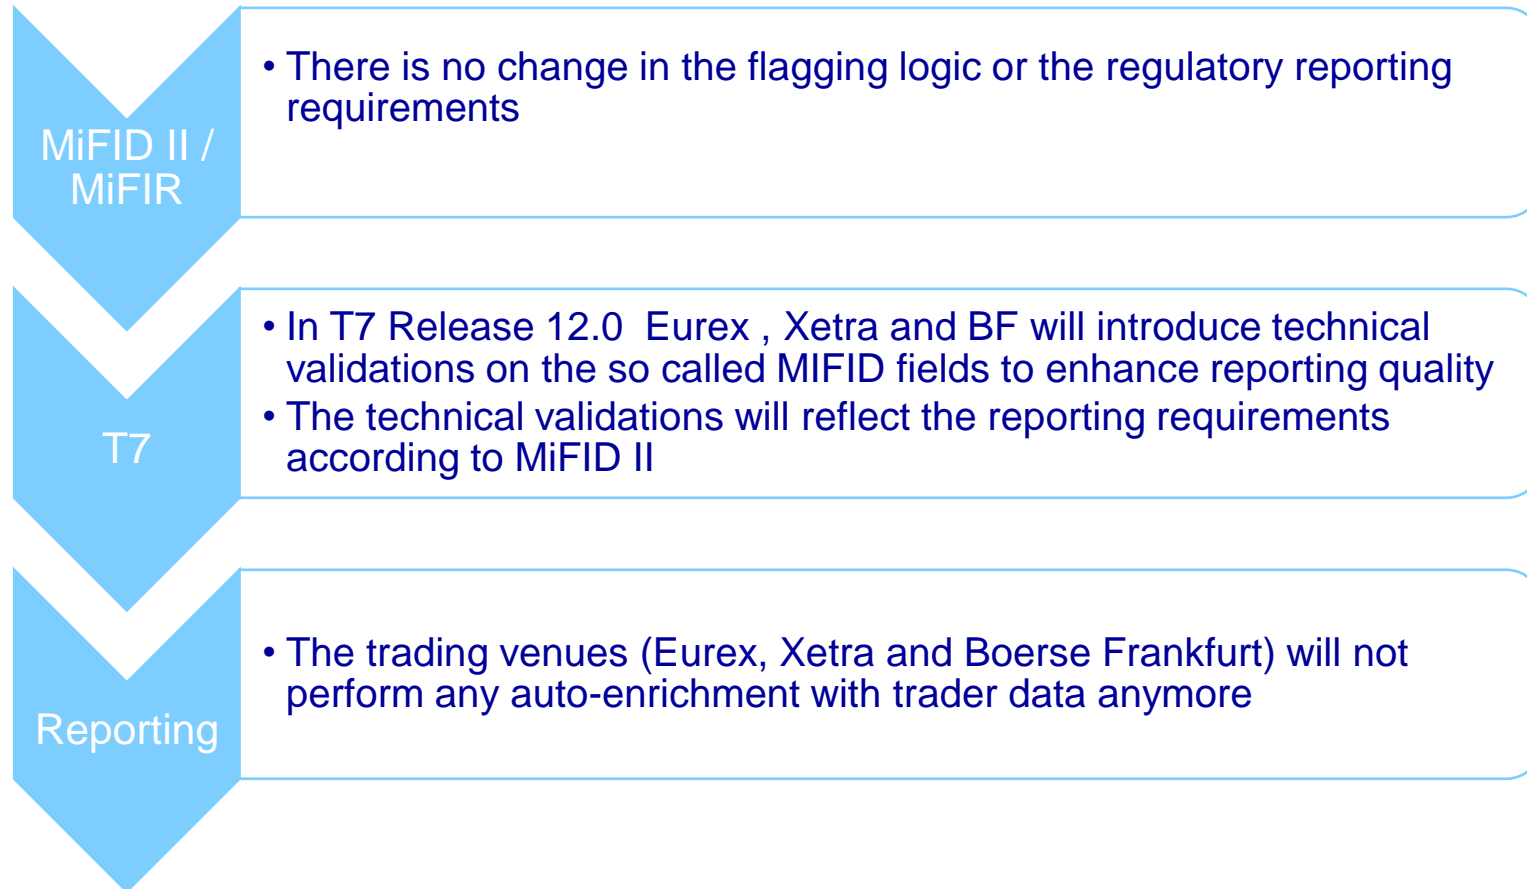 MiFID II /
MiFIR
• There is no change in the flagging logic or the regulatory reporting
requirements
T7
• In T7 Release 12.0  Eurex , Xetra and BF will introduce technical
validations on the so called MIFID fields to enhance reporting quality
• The technical validations will reflect the reporting requirements
according to MiFID II
Reporting
• The trading venues (Eurex, Xetra and Boerse Frankfurt) will not
perform any auto-enrichment with trader data anymore